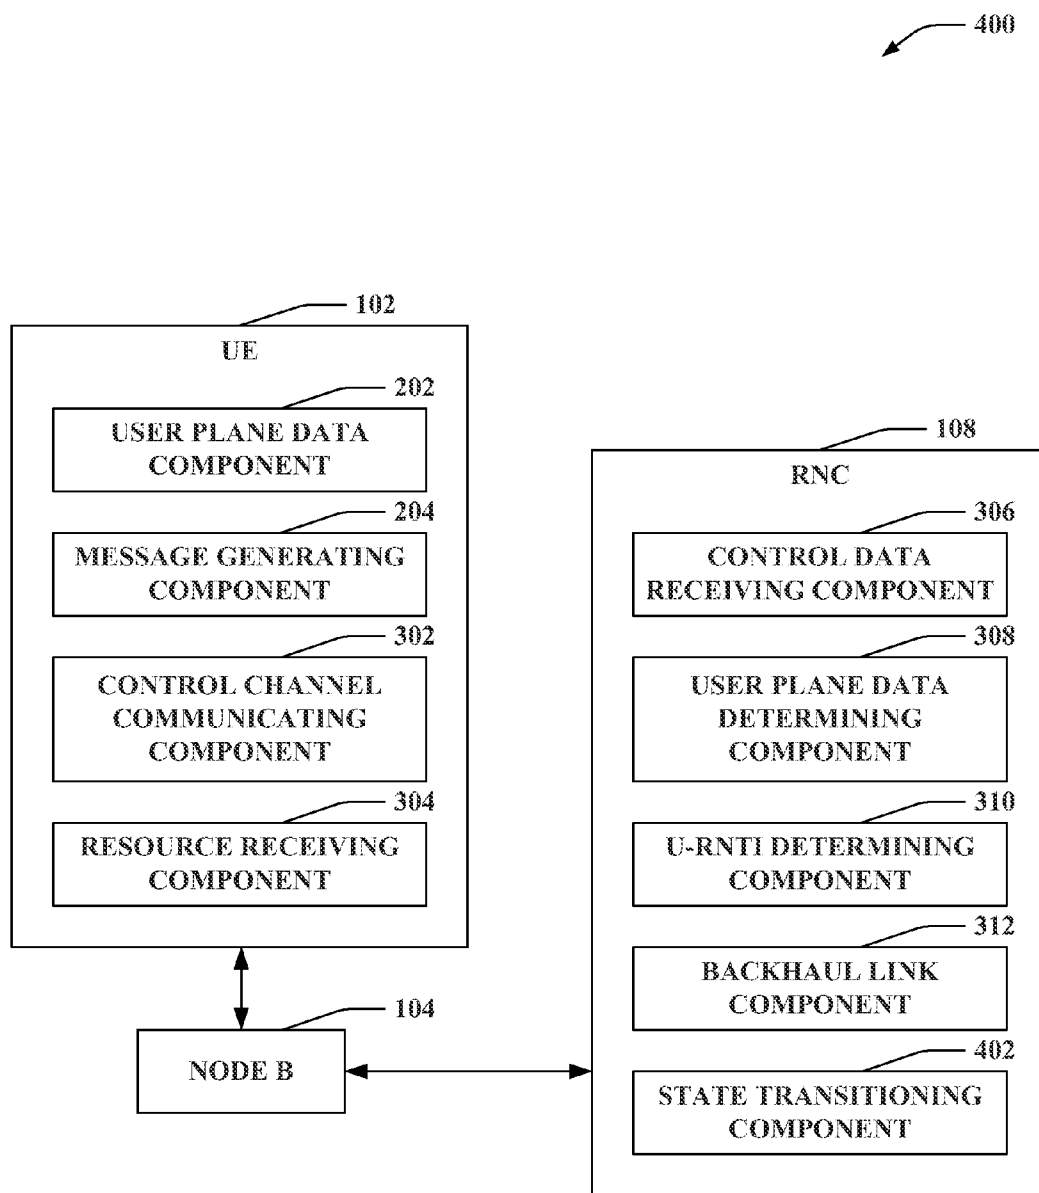 400
102
UE
202
USER PLANE DATA
COMPONENT
204
MESSAGE GENERATING
COMPONENT
302
CONTROL CHANNEL
COMMUNICATING
COMPONENT
304
RESOURCE RECEIVING
COMPONENT
104
NODE B
108
RNC
306
CONTROL DATA
RECEIVING COMPONENT
308
USER PLANE DATA
DETERMINING
COMPONENT
310
U-RNTI DETERMINING
COMPONENT
312
BACKHAUL LINK
COMPONENT
402
STATE TRANSITIONING
COMPONENT